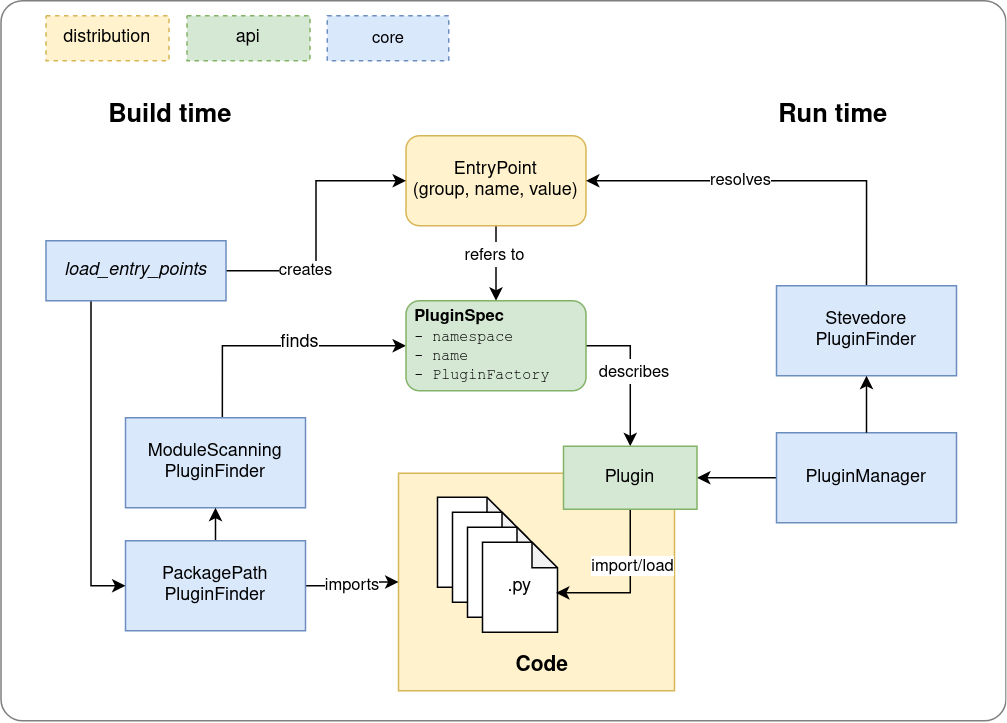 distribution
api
core
Build time
Run time
EntryPoint
(group, name, value)
resolves
refers to
load_entry_points
creates
PluginSpec
- namespace
- name
- PluginFactory
finds
describes
Stevedore
PluginFinder
ModuleScanning
PluginFinder
Plugin
PluginManager
PackagePath
PluginFinder
imports
import/load
.py
Code